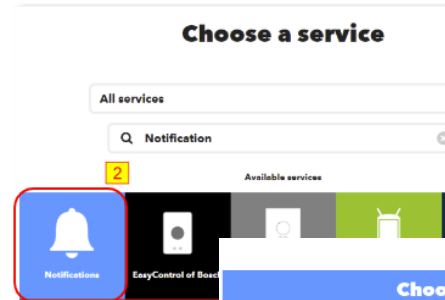 Choose a service
All services
Notification
2
Available services
Notifications
EasyControl of Bosch
Choo